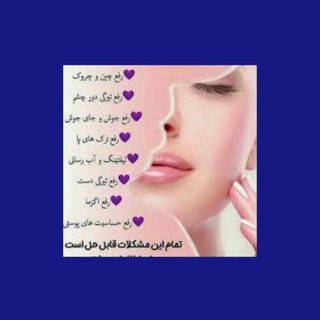 💜رفع چین و چروک
💜رفع تیرگی دور چشم
💜رفع جوش و جای جوش
💜رفع ترک های پا
💜لیفتینگ و آب رسانی
💜رفع تیرگی دست
💜رفع اگزما
💜رفع حساسیت های پوستی
تمام این مشکلات قابل حل است